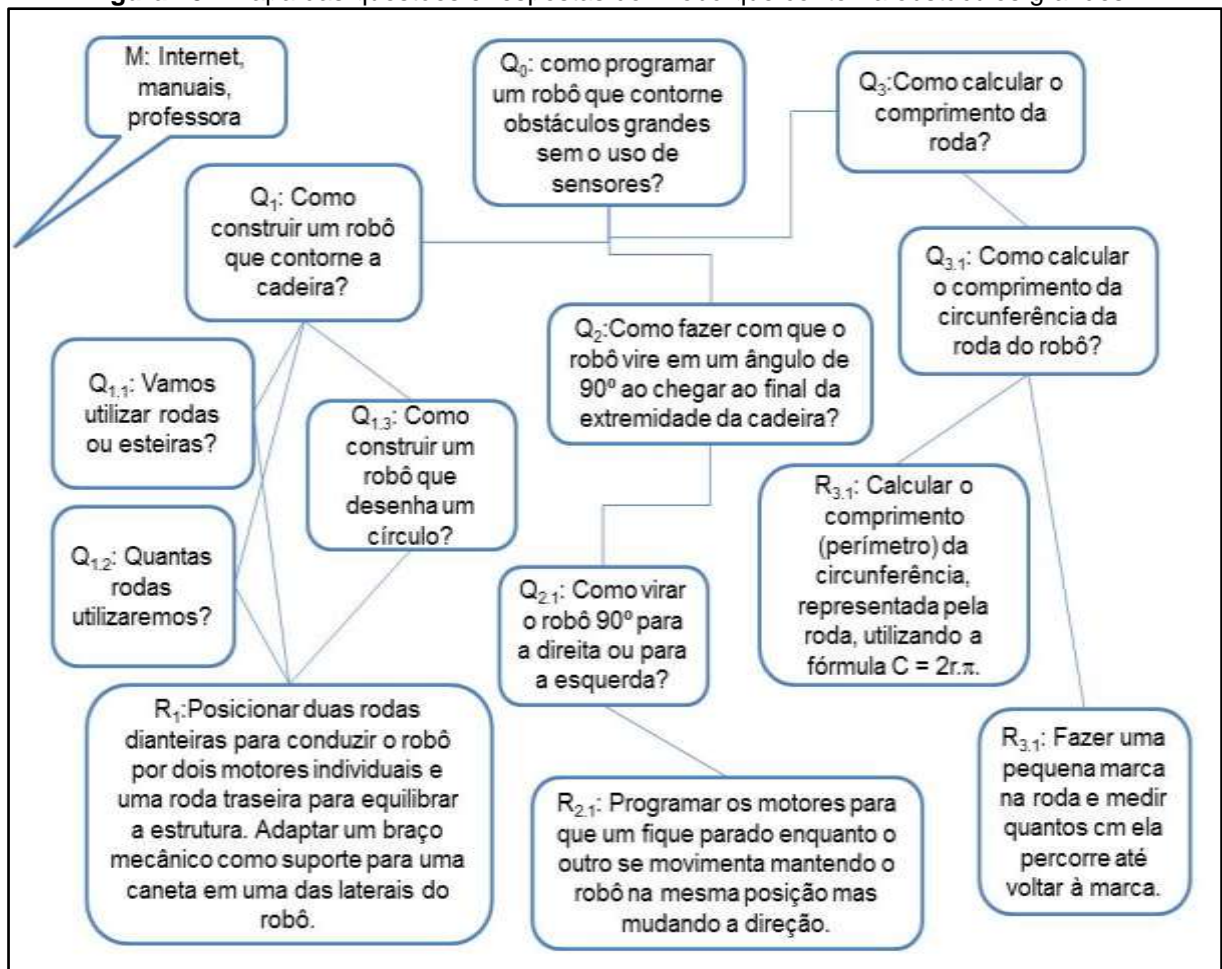 M: Internet,
manuais,
professora
Q0: como programar
um robô que contorne
obstáculos grandes
sem o uso de
sensores?
Q3:Como calcular o
comprimento da
roda?
Q1: Como
construir um robô
que contorne a
cadeira?
Q3.1: Como calcular
o comprimento da
circunferência da
roda do robô?
Q2:Como fazer com que o
robô vire em um ângulo de
90º ao chegar ao final da
extremidade da cadeira?
Q1.1: Vamos
utilizar rodas
ou esteiras?
Q1.3: Como
construir um
robô que
desenha um
círculo?
R3.1: Calcular o
comprimento
(perímetro) da
circunferência,
representada pela
roda, utilizando a
fórmula C = 2r.π.
Q1.2: Quantas
rodas
utilizaremos?
Q2.1: Como virar
o robô 90º para
a direita ou para
a esquerda?
R1:Posicionar duas rodas
dianteiras para conduzir o robô
por dois motores individuais e
uma roda traseira para equilibrar
a estrutura. Adaptar um braço
mecânico como suporte para uma
caneta em uma das laterais do
robô.
R2.1: Programar os motores para
que um fique parado enquanto o
outro se movimenta mantendo o
robô na mesma posição mas
mudando a direção.
R3.1: Fazer uma
pequena marca
na roda e medir
quantos cm ela
percorre até
voltar à marca.